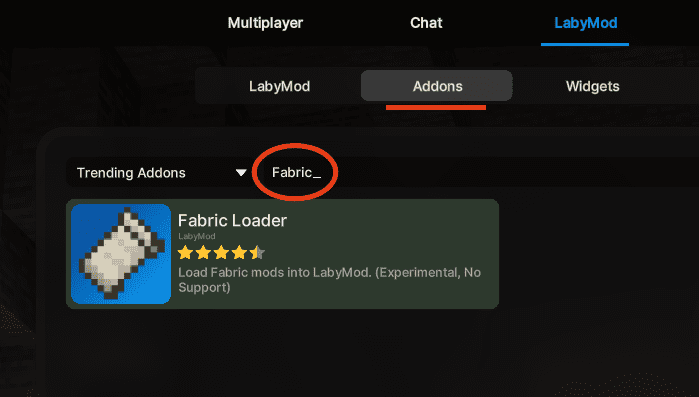 Multiplayer
Chat
LabyMod
LabyMod
Addons
Widgets
Trending Addons
Fabric_
Fabric Loader
LabyMod
Load Fabric mods into LabyMod. (Experimental, No
Support)